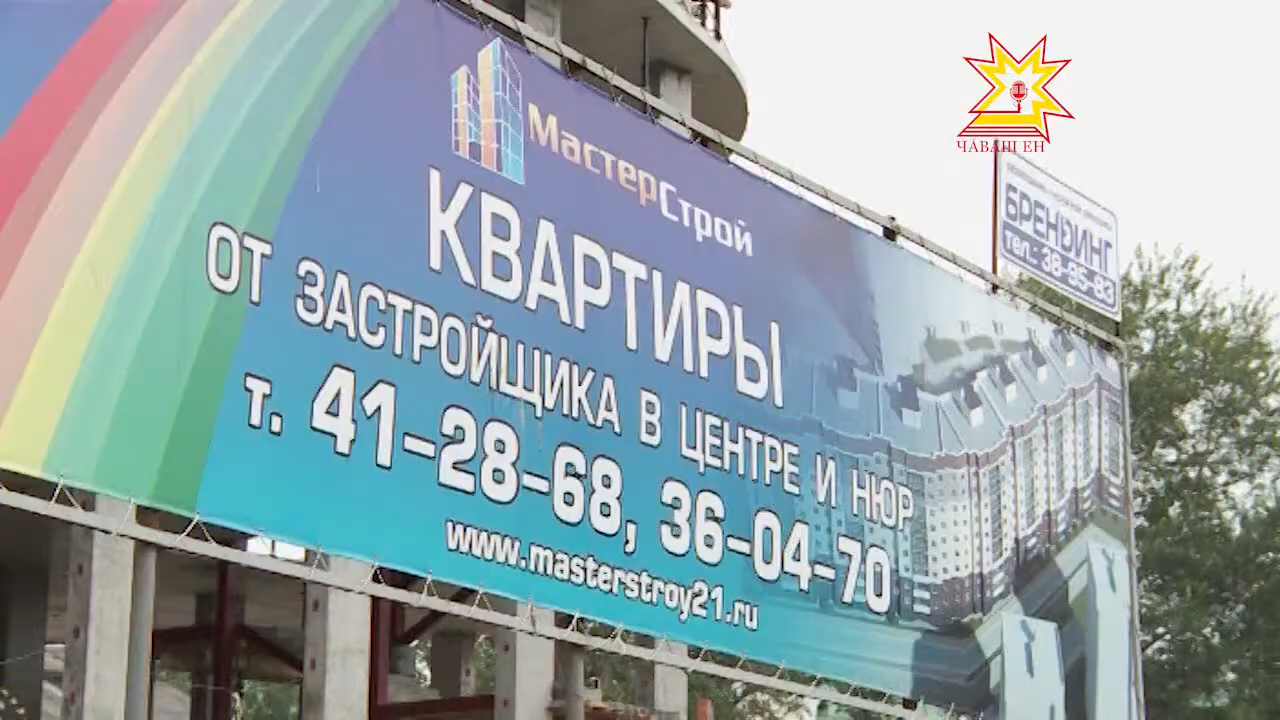 МастерСтрой
КВАРТИРЫ
ОТ ЗАСТРОЙЩИКА В ЦЕНТРЕ И НЮР
т. 41-28-68, 36-04-70
www.masterstroy21.ru
ЧĂВАШ ЕН
БРЕНДИНГ
тел.: 38-95-83